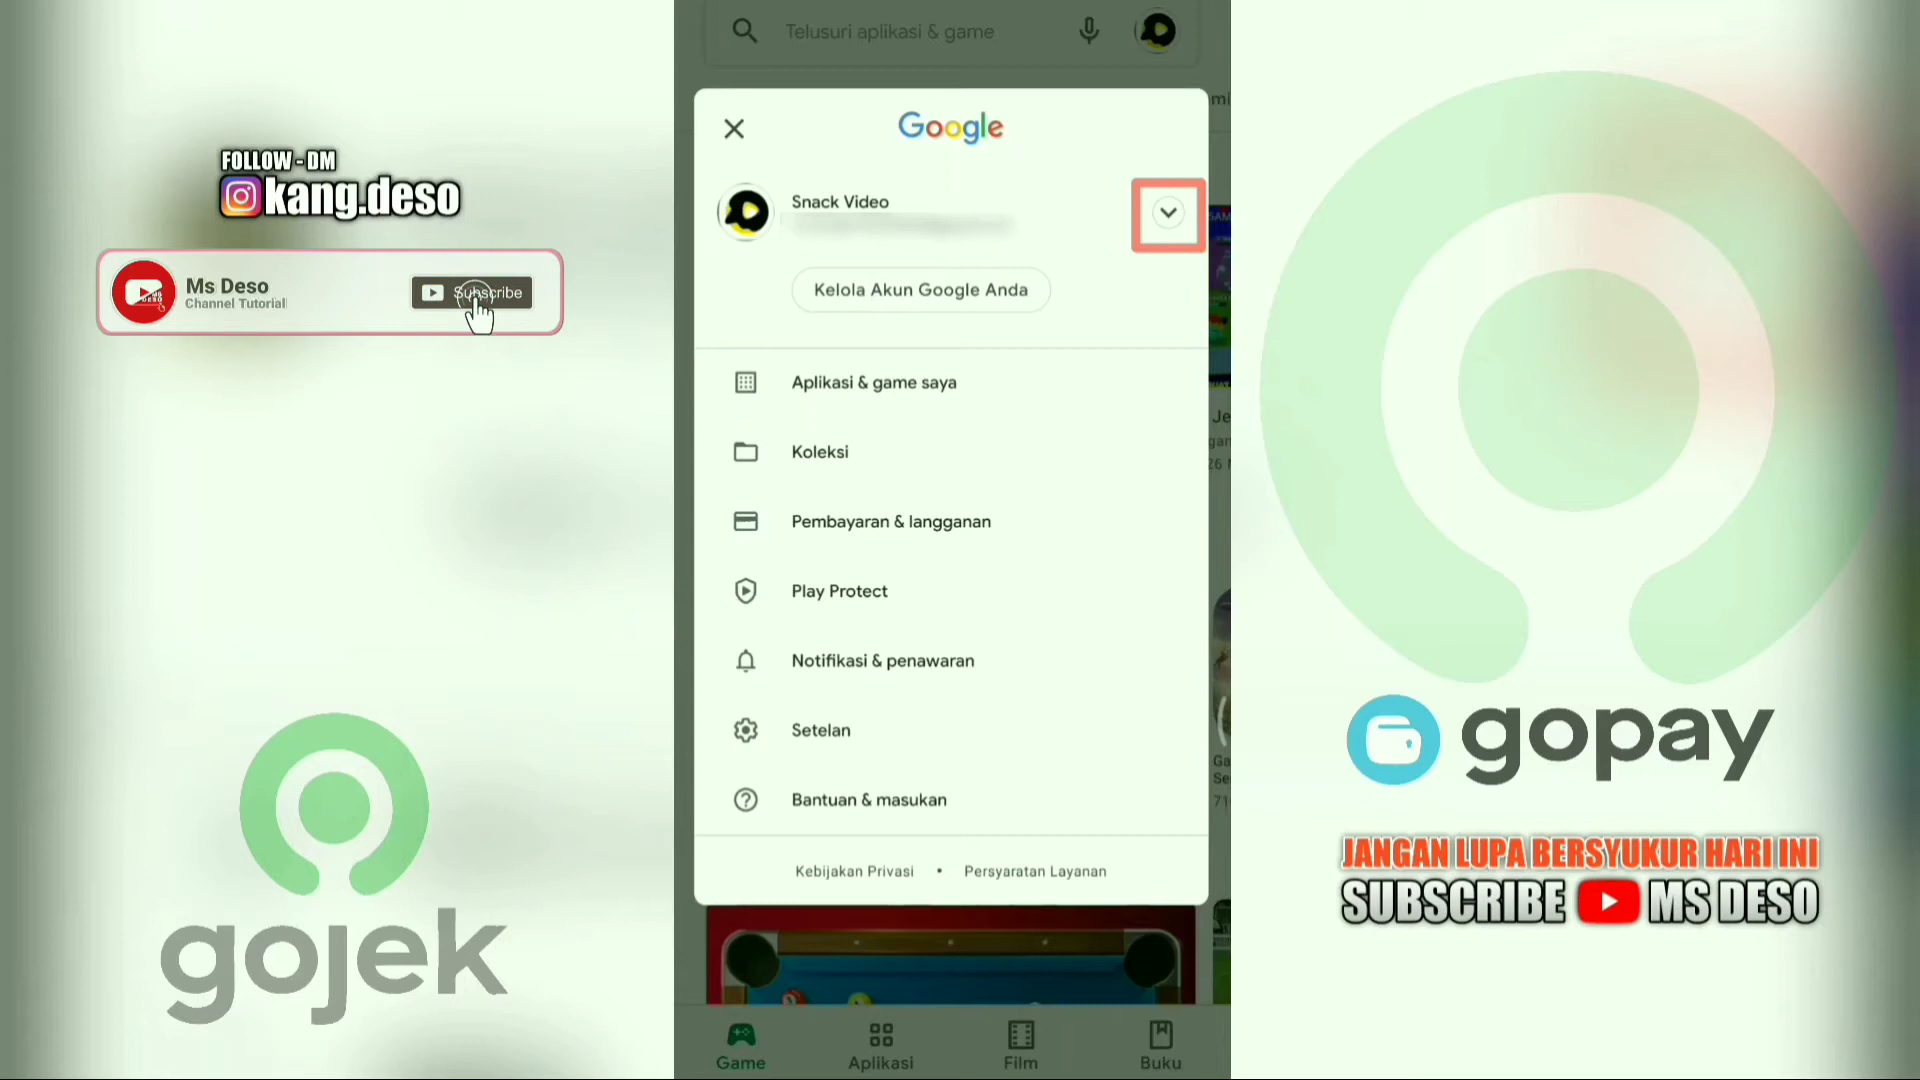 FOLLOW - DM
kang.deso
Ms Deso
Channel Tutorial
Subscribe
gojek
Telusuri aplikasi & game
Google
Snack Video
Kelola Akun Google Anda
Aplikasi & game saya
Koleksi
Pembayaran & langganan
Play Protect
Notifikasi & penawaran
Setelan
Bantuan & masukan
Kebijakan Privasi • Persyaratan Layanan
Game
Aplikasi
Film
Buku
gopay
JANGAN LUPA BERSYUKUR HARI INI
SUBSCRIBE MS DESO